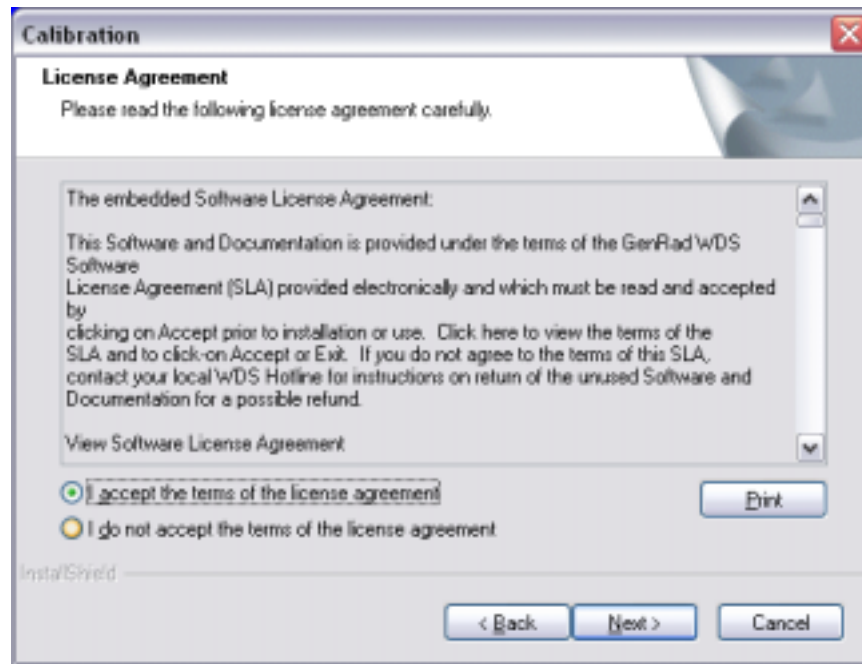 Calibration
License Agreement
Please read the following license agreement carefully.
The embedded Software License Agreement:
This Software and Documentation is provided under the terms of the GenRad WDS
Software
License Agreement (SLA) provided electronically and which must be read and accepted
by
clicking on Accept prior to installation or use. Click here to view the terms of the
SLA and to click-on Accept or Exit. If you do not agree to the terms of this SLA,
contact your local WDS Hotline for instructions on return of the unused Software and
Documentation for a possible refund.
View Software License Agreement
I accept the terms of the license agreement
Print
I do not accept the terms of the license agreement
InstallShield
< Back
Next >
Cancel